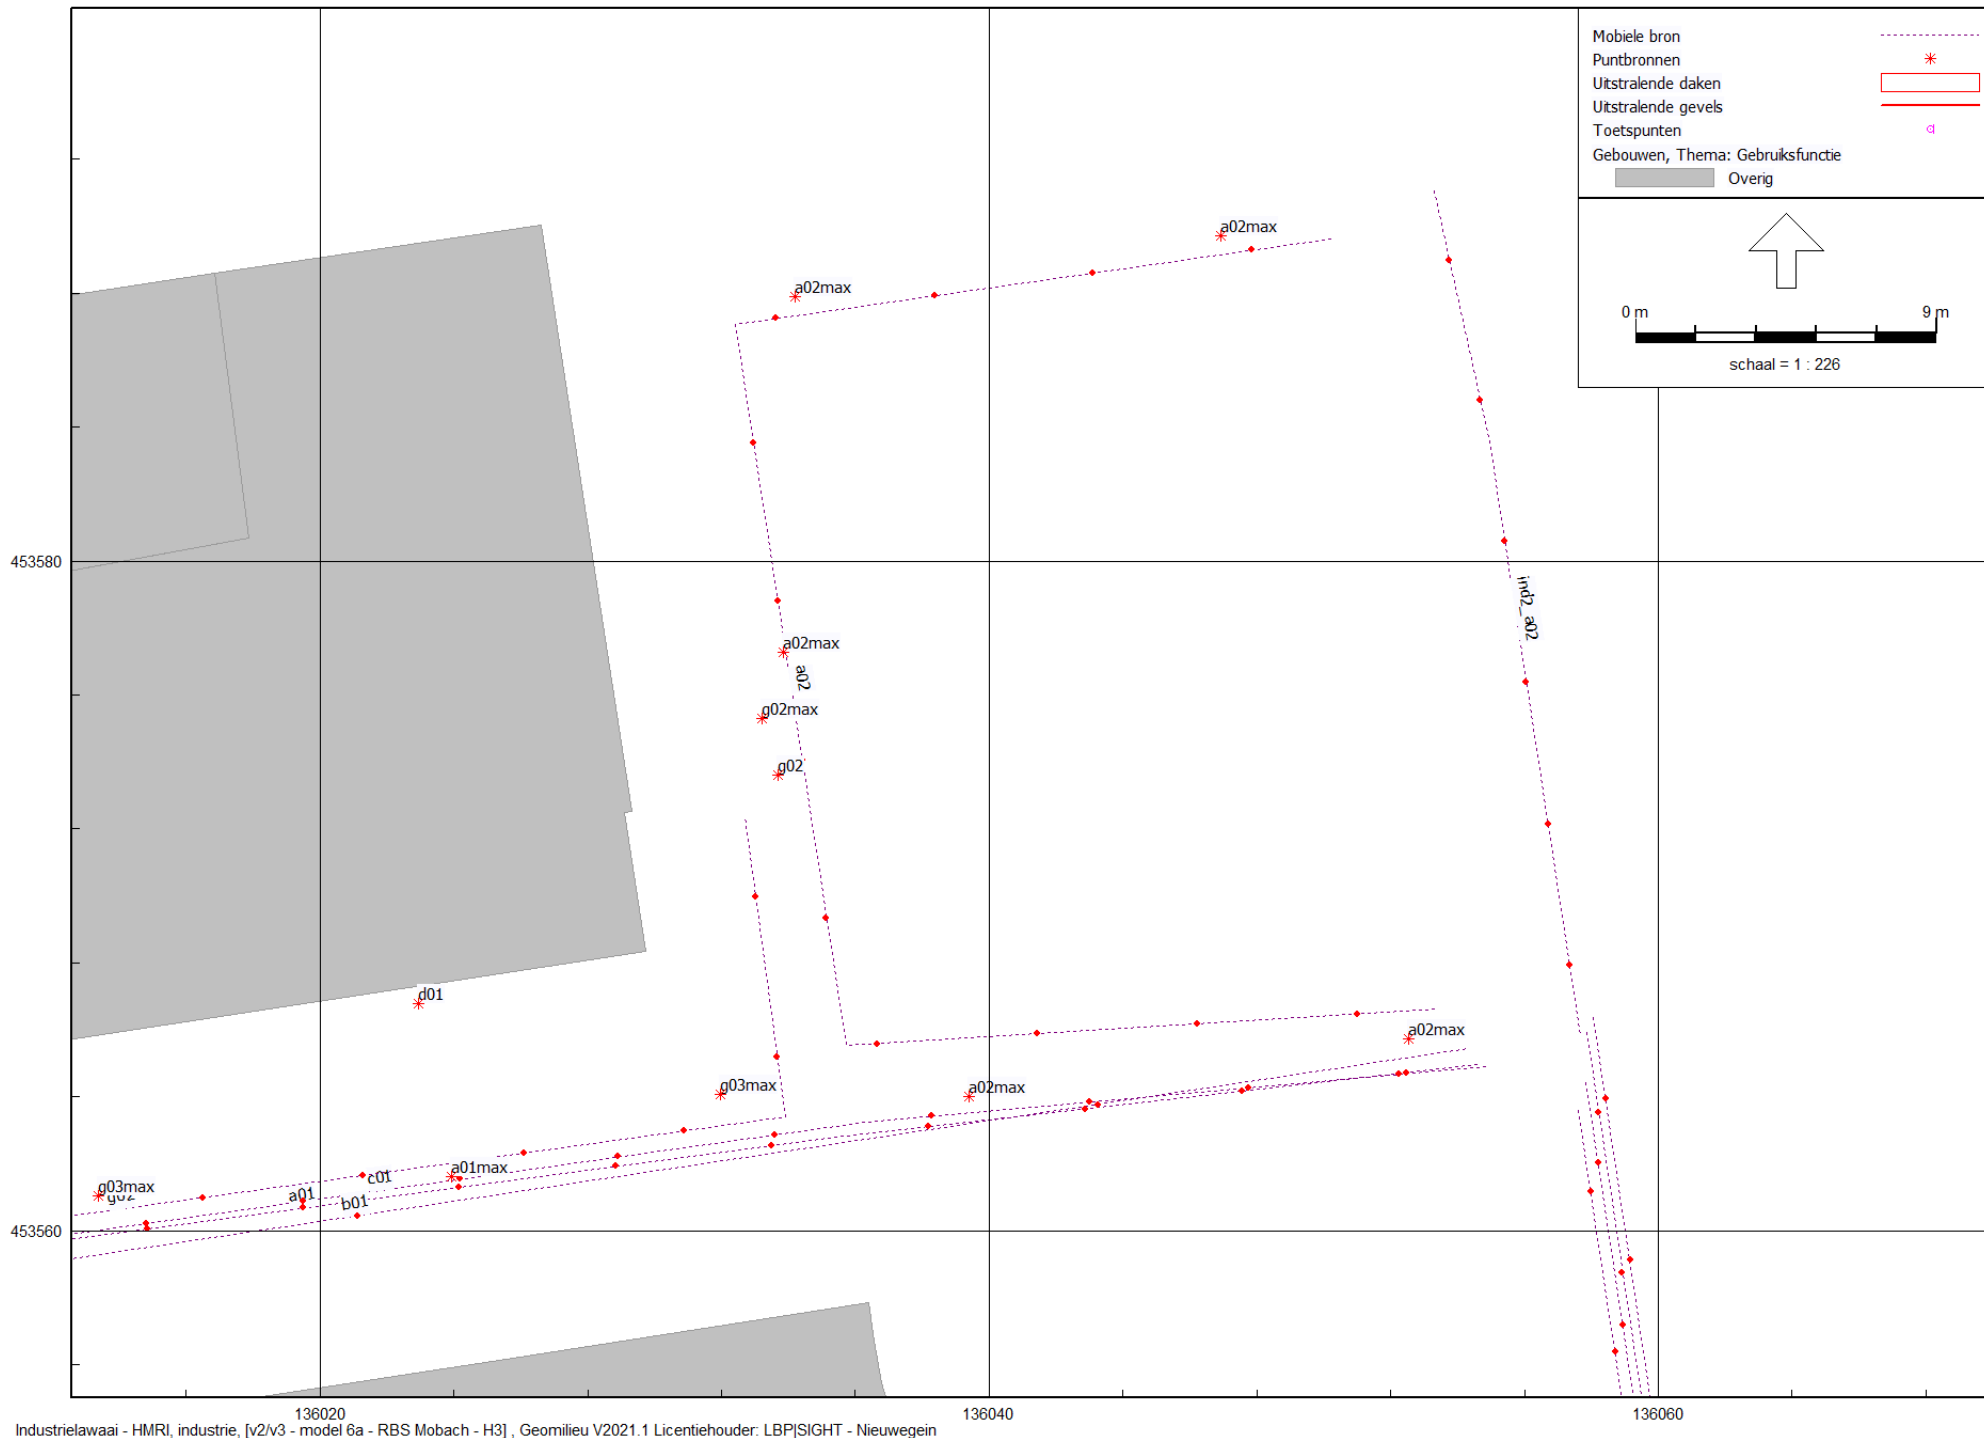 Mobiele bron
Puntbronnen
Uitstralende daken
Uitstralende gevels
Toetspunten
Gebouwen, Thema: Gebruiksfunctie
Overig
0 m
9 m
schaal = 1 : 226
a02max
a02max
453580
ind2_a02
a02max
a02
g02max
g02
d01
a02max
g03max
a02max
a01max
c01
g03max
a01
b01
453560
136020
136040
136060
Industrielawaai - HMRI, industrie, [v2/v3 - model 6a - RBS Mobach - H3] , Geomilieu V2021.1 Licentiehouder: LBP|SIGHT - Nieuwegein